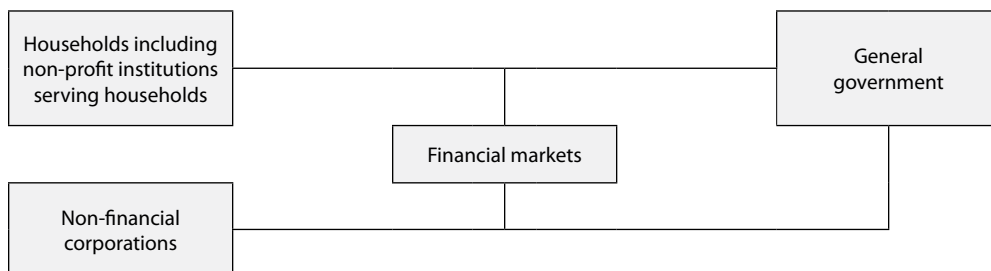 Households including
non-profit institutions
serving households
General
government
Financial markets
Non-financial
corporations